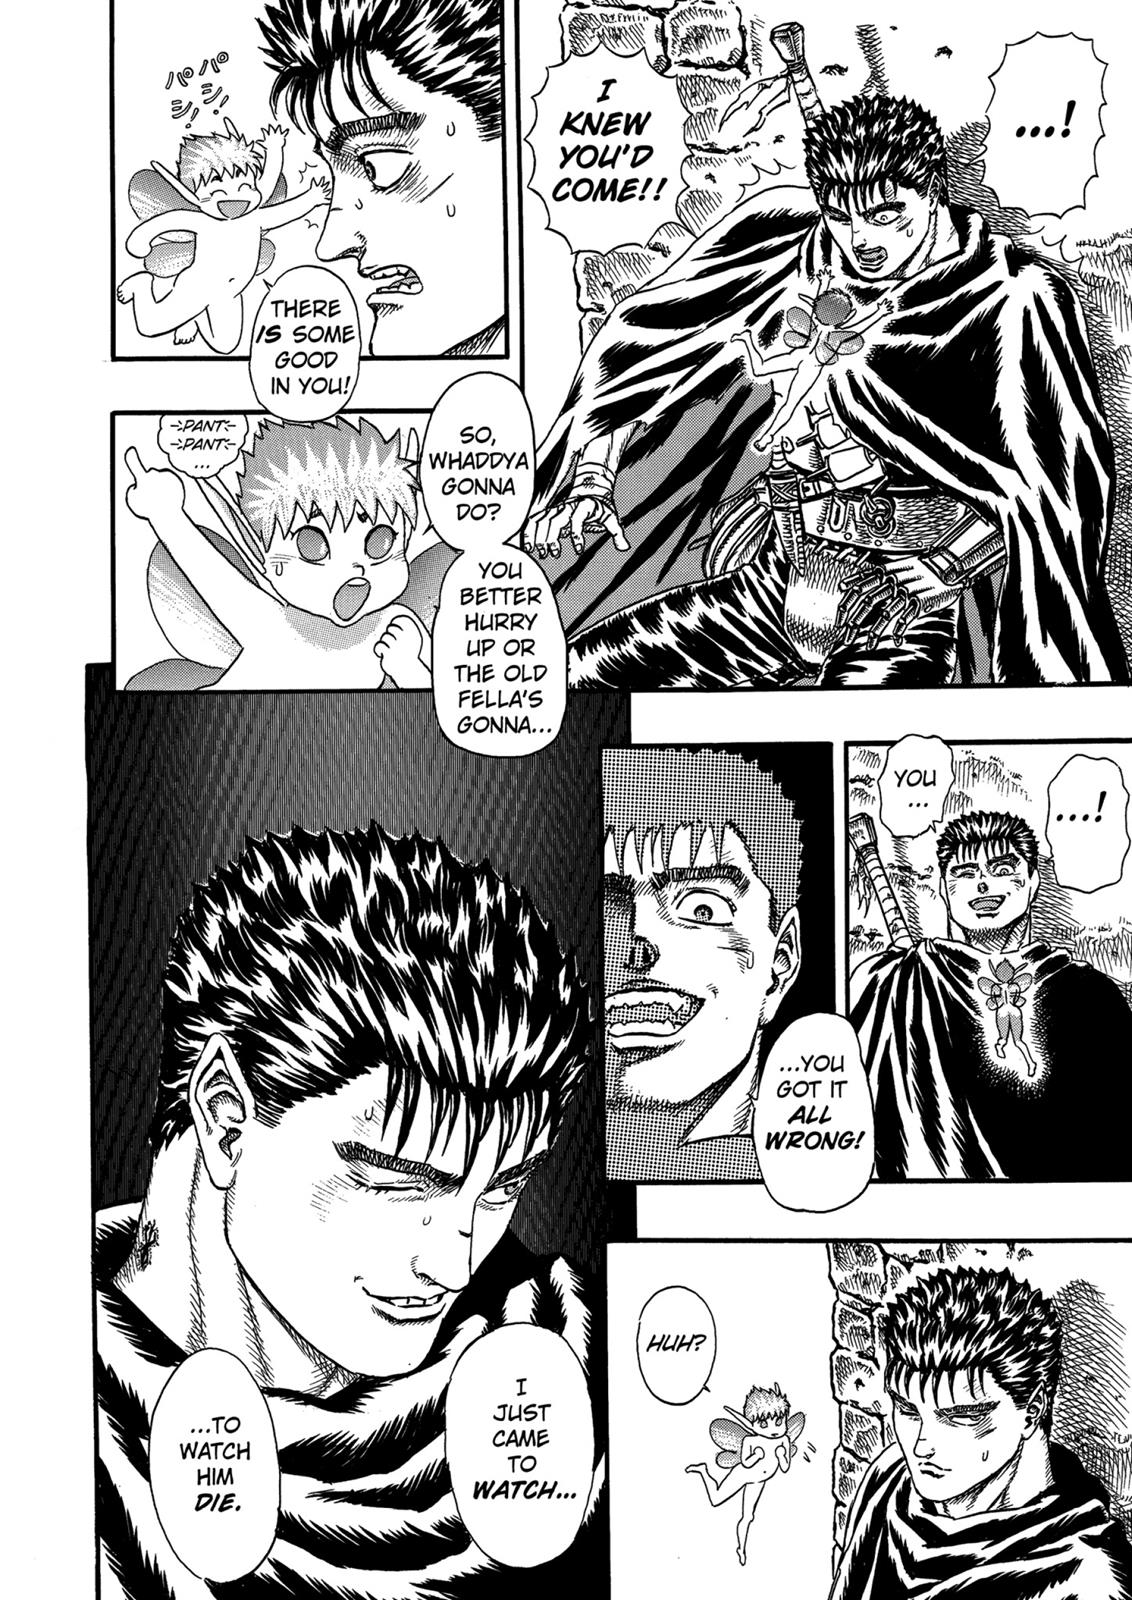 ...!
I
KNEW
YOU'D
COME!!
パパ
シシ
!!
THERE
IS SOME
GOOD
IN YOU!
PANT
PANT
...
SO,
WHADDYA
GONNA
DO?
YOU
BETTER
HURRY
UP OR
THE OLD
FELLA'S
GONNA...
...!
YOU
...
...YOU
GOT IT
ALL
WRONG!
HUH?
I
JUST
CAME
TO
WATCH...
...TO
WATCH
HIM
DIE.